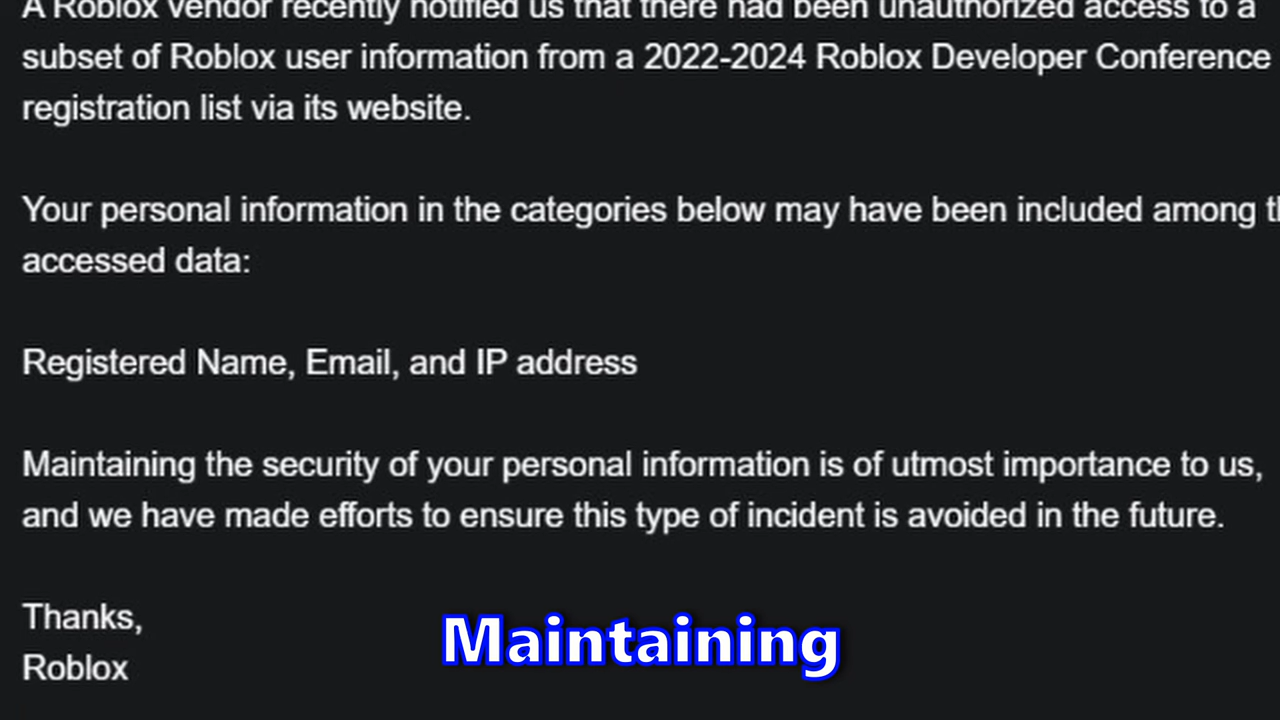 A Roblox vendor recently notified us that there had been unauthorized access to a
subset of Roblox user information from a 2022-2024 Roblox Developer Conference
registration list via its website.
Your personal information in the categories below may have been included among
accessed data:
Registered Name, Email, and IP address
Maintaining the security of your personal information is of utmost importance to us,
and we have made efforts to ensure this type of incident is avoided in the future.
Thanks,
Roblox
Maintaining